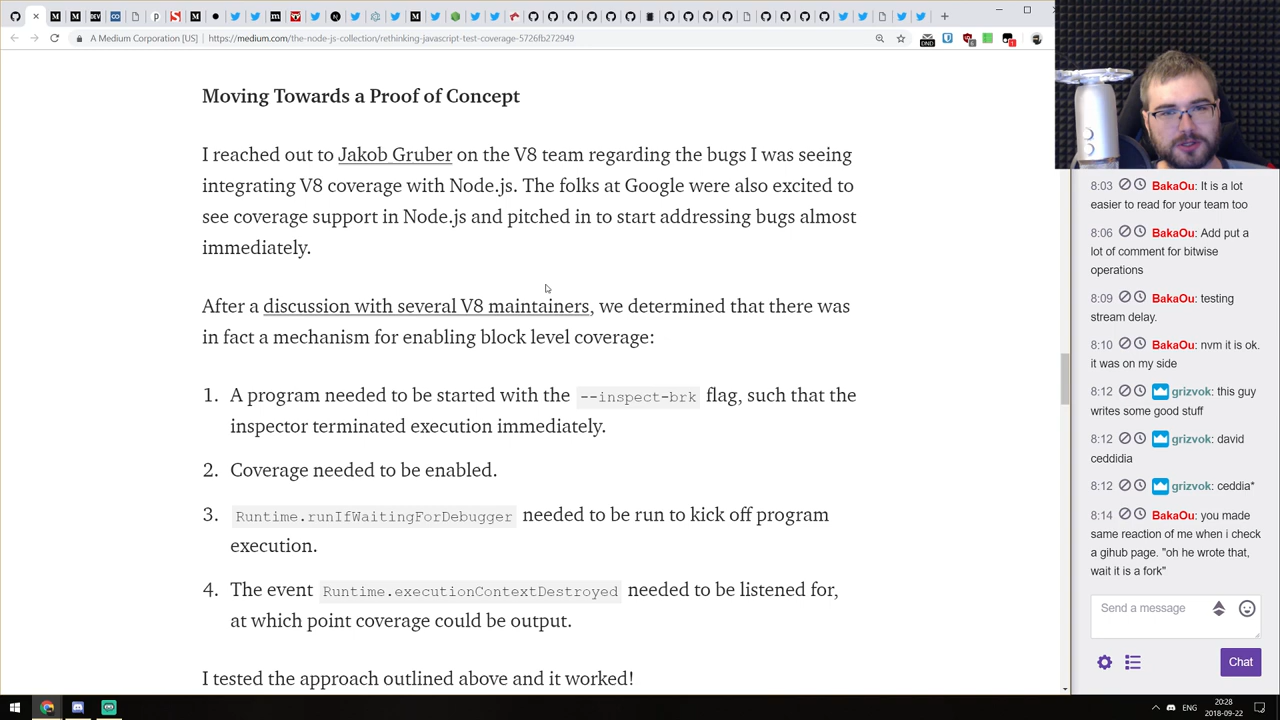 A Medium Corporation [US]
https://medium.com/the-node-js-collection/rethinking-javascript-test-coverage-5726fb272949
Moving Towards a Proof of Concept
I reached out to Jakob Gruber on the V8 team regarding the bugs I was seeing
integrating V8 coverage with Node.js. The folks at Google were also excited to
see coverage support in Node.js and pitched in to start addressing bugs almost
immediately.
After a discussion with several V8 maintainers, we determined that there was
in fact a mechanism for enabling block level coverage:
1. A program needed to be started with the --inspect-brk flag, such that the
inspector terminated execution immediately.
2. Coverage needed to be enabled.
3. Runtime.runIfWaitingForDebugger needed to be run to kick off program
execution.
4. The event Runtime.executionContextDestroyed needed to be listened for,
at which point coverage could be output.
I tested the approach outlined above and it worked!
8:03 BakaOu: It is a lot
easier to read for your team too
8:06 BakaOu: Add put a
lot of comment for bitwise
operations
8:09 BakaOu: testing
stream delay.
8:10 BakaOu: nvm it is ok.
it was on my side
8:12 grizvok: this guy
writes some good stuff
8:12 grizvok: david
ceddidia
8:12 grizvok: ceddia*
8:14 BakaOu: you made
same reaction of me when i check
a gihub page. "oh he wrote that,
wait it is a fork"
Send a message
Chat
ENG
20:28
2018-09-22